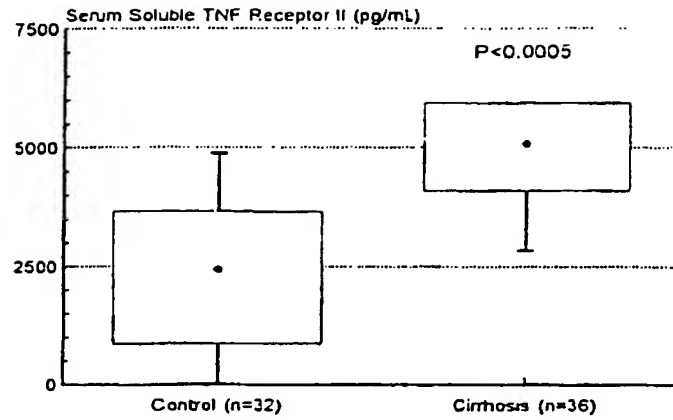 Serum Soluble TNF Receptor II (pg/mL)
7500
P<0.0005
5000
2500
0
Control (n=32)
Cirrhosis (n=36)